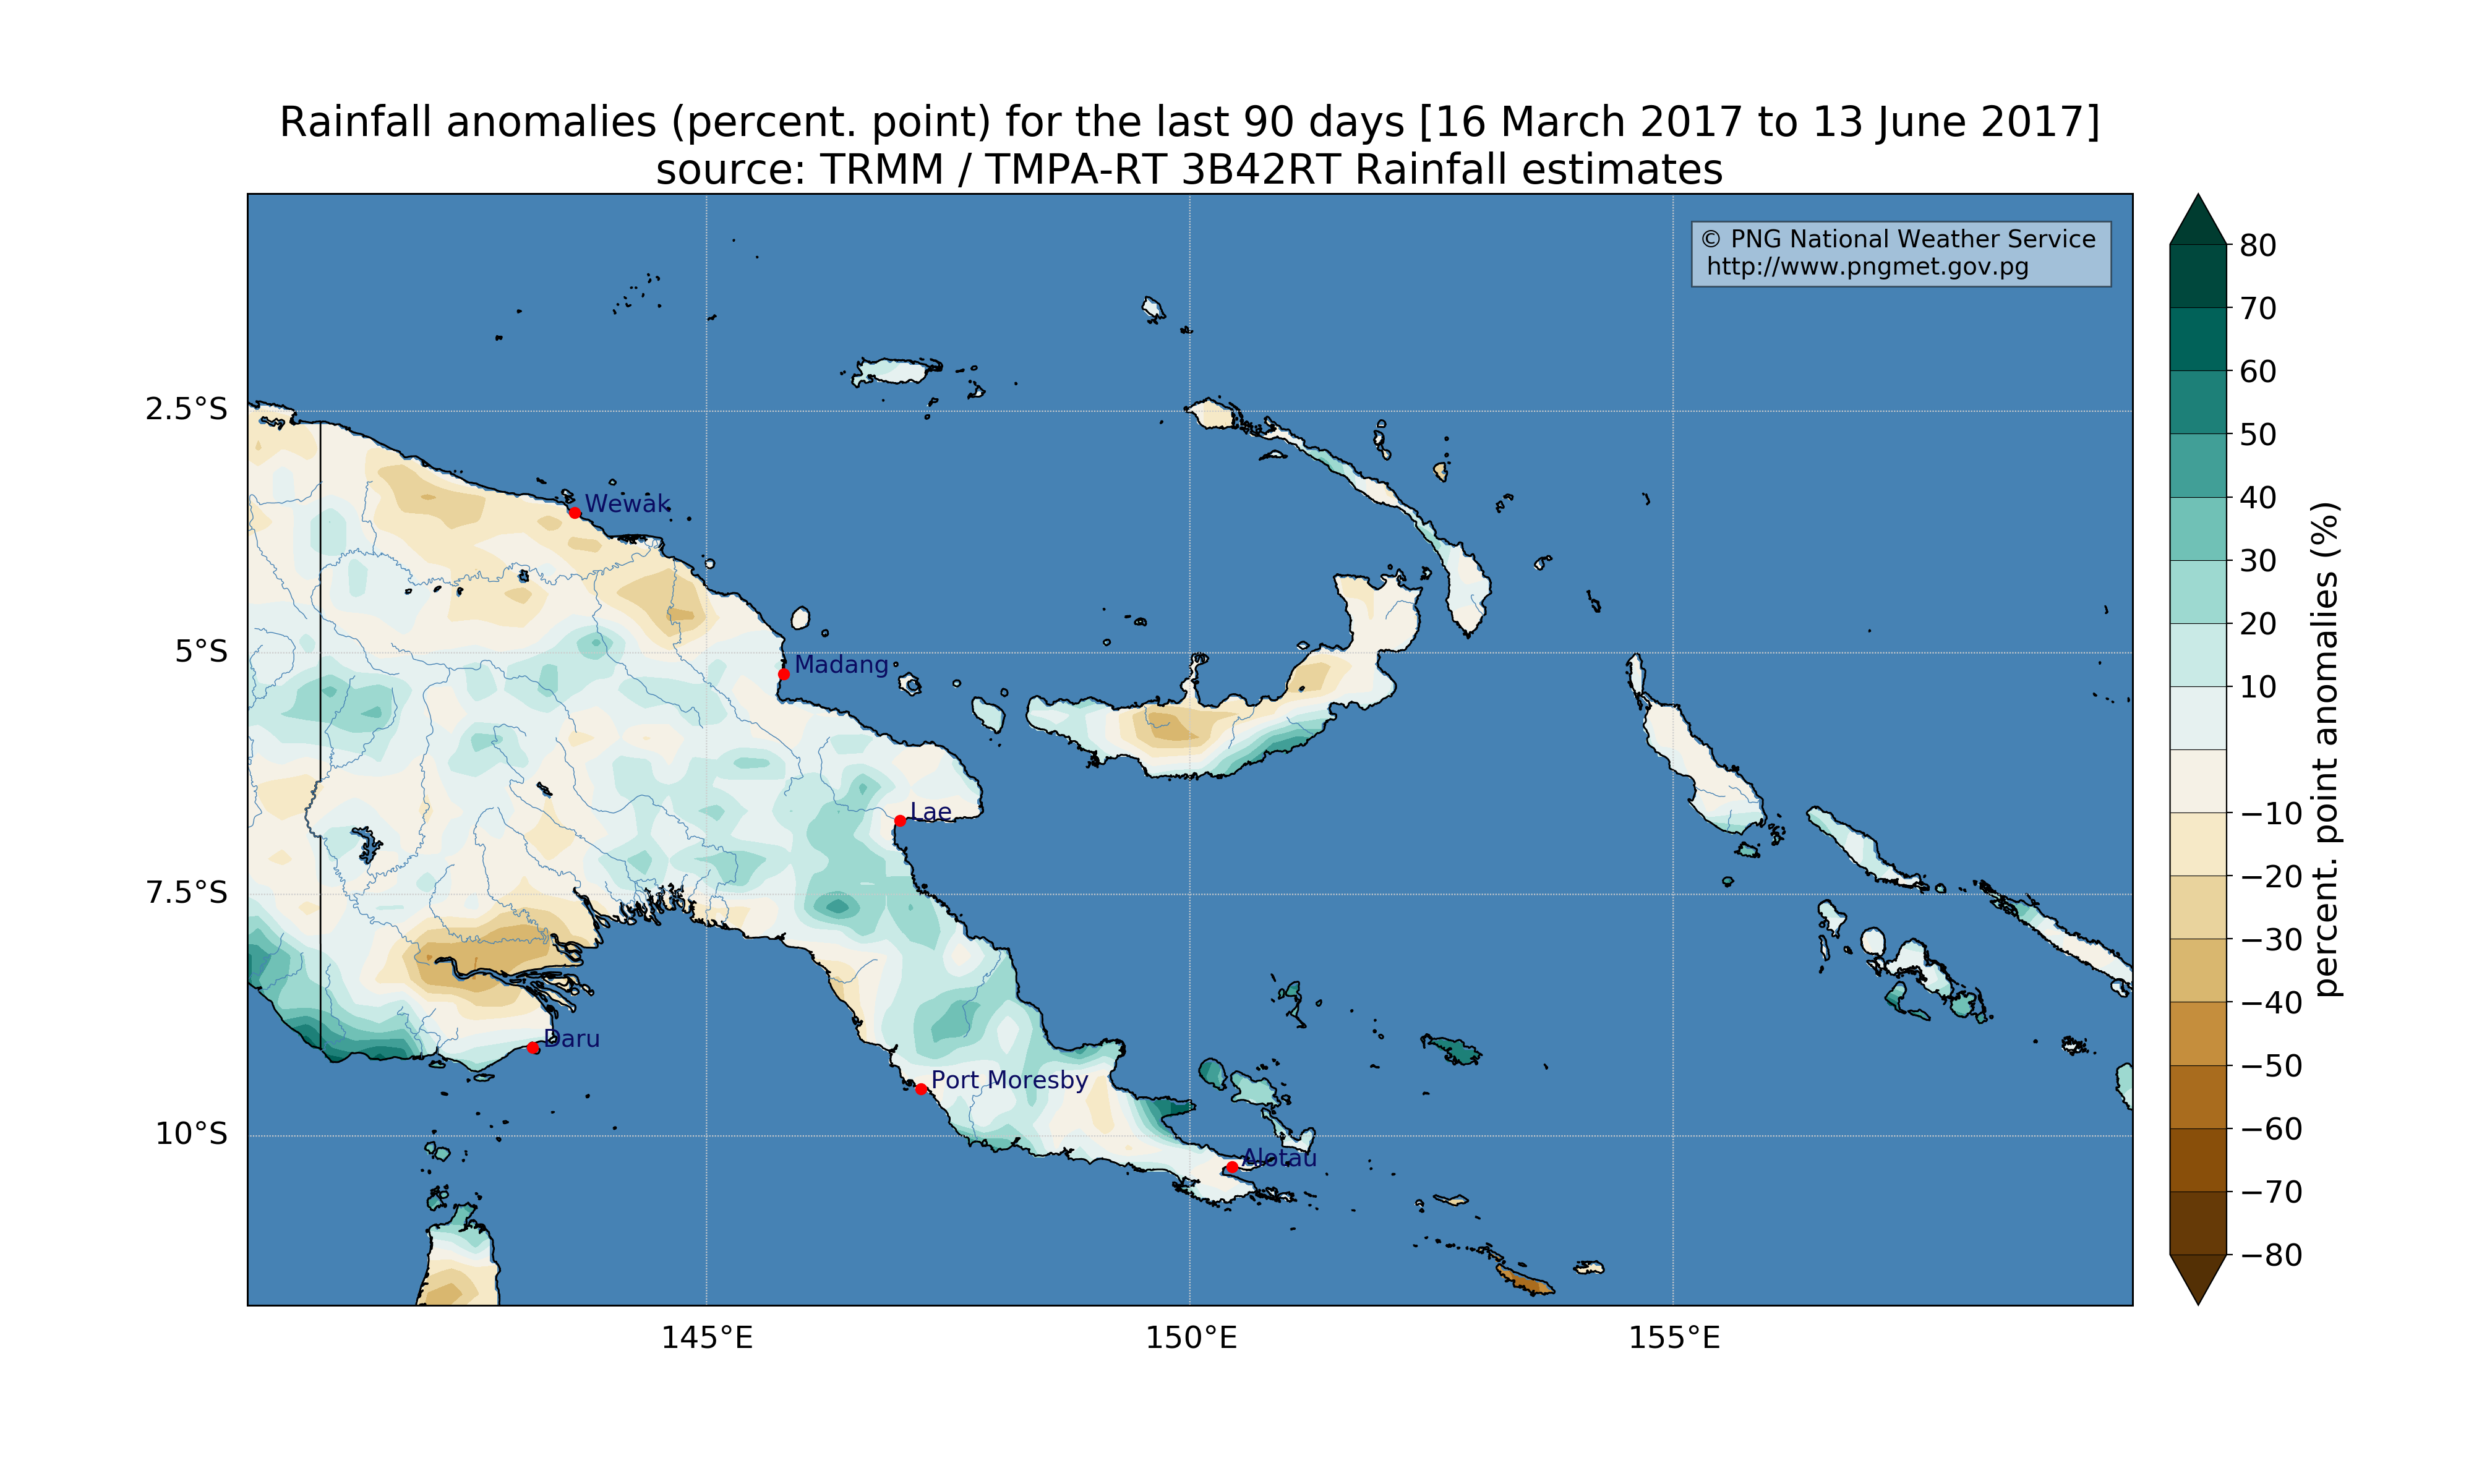 Rainfall anomalies (percent. point) for the last 90 days [16 March 2017 to 13 June 2017]
source: TRMM / TMPA-RT 3B42RT Rainfall estimates
© PNG National Weather Service
http://www.pngmet.gov.pg
2.5°S
5°S
7.5°S
10°S
145°E
150°E
155°E
Wewak
Madang
Lae
Daru
Port Moresby
Alotau
80
70
60
50
40
30
20
10
−10
−20
−30
−40
−50
−60
−70
−80
percent. point anomalies (%)